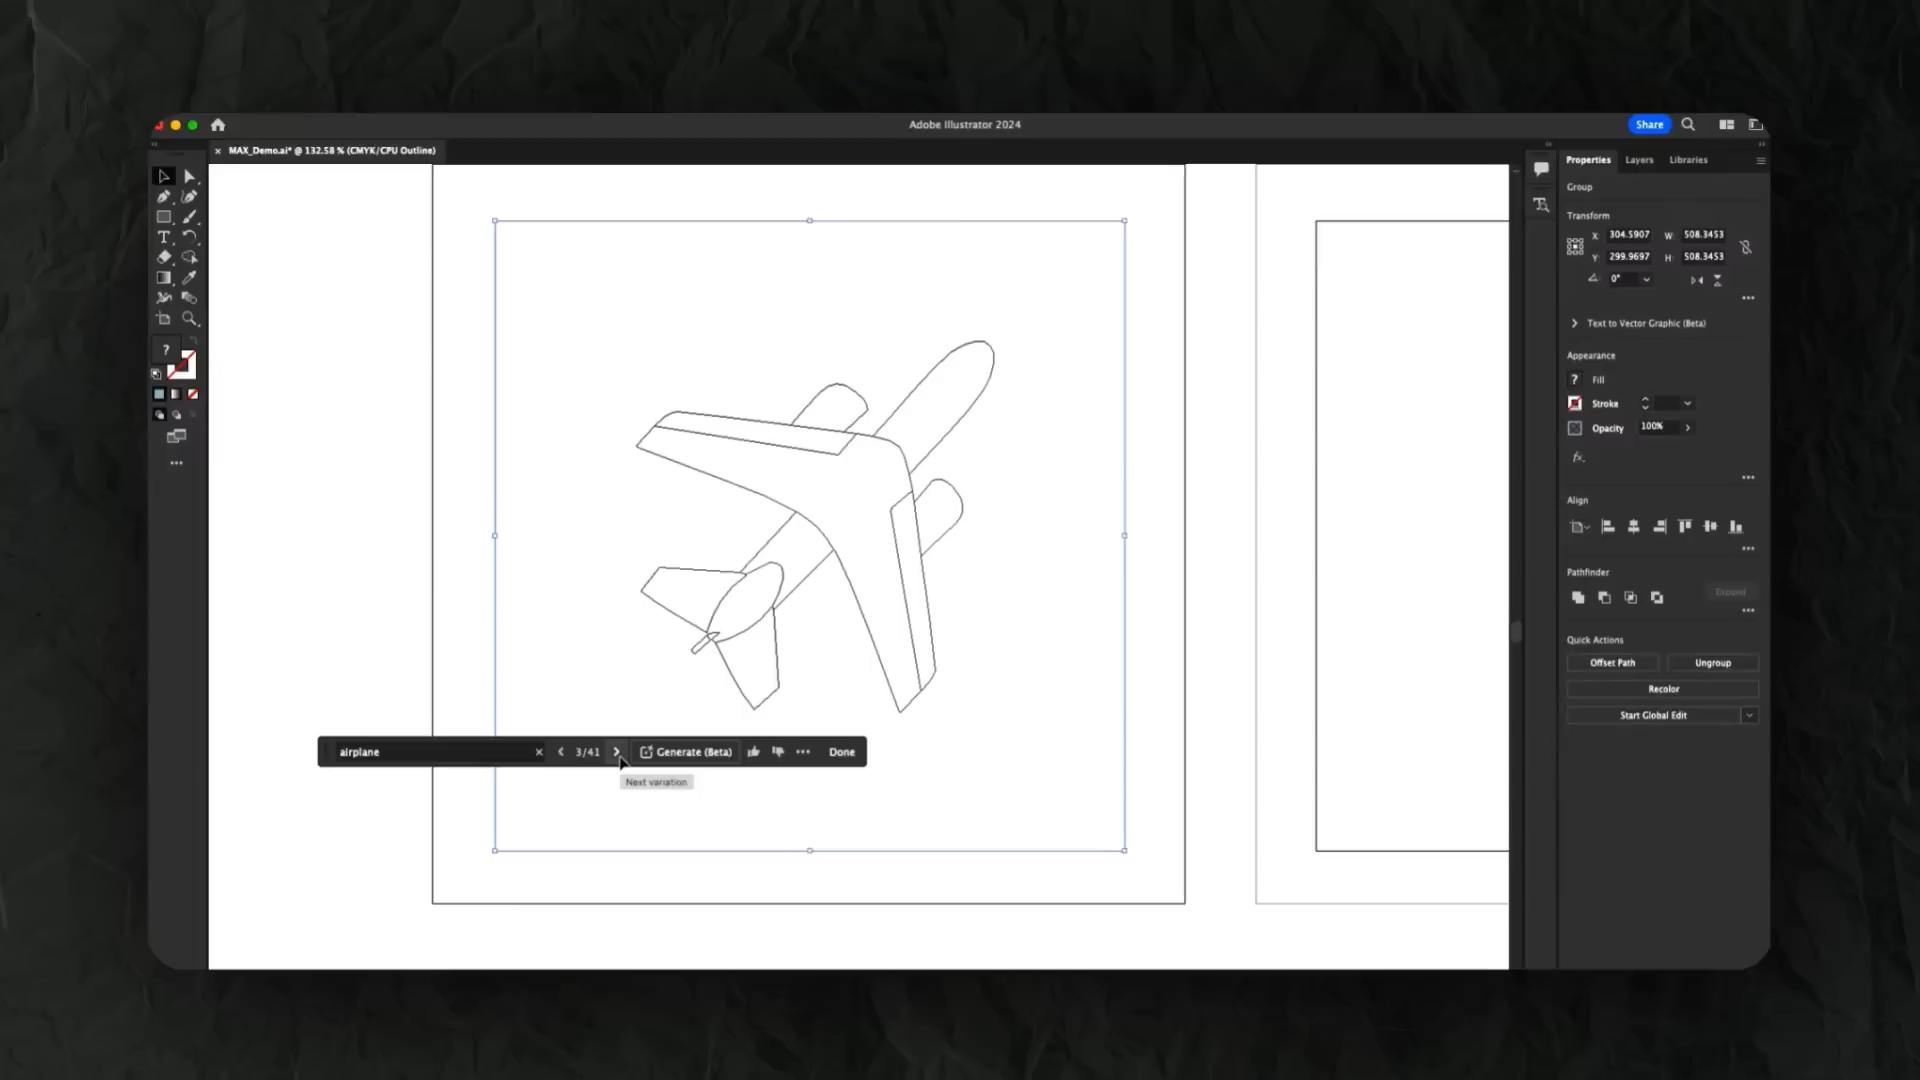 Adobe Illustrator 2024
Share
× MAX_Demo.ai* @ 132.58 % (CMYK/CPU Outline)
Properties Layers Libraries
Group
Transform
X: 304.5907 W: 508.3453
Y: 299.9697 H: 508.3453
0°
Text to Vector Graphic (Beta)
Appearance
? Fill
Stroke
Opacity 100%
fx.
Align
Pathfinder
Expand
Quick Actions
Offset Path Ungroup
Recolor
Start Global Edit
T
?
airplane × 3/41 Generate (Beta) Done
Next variation